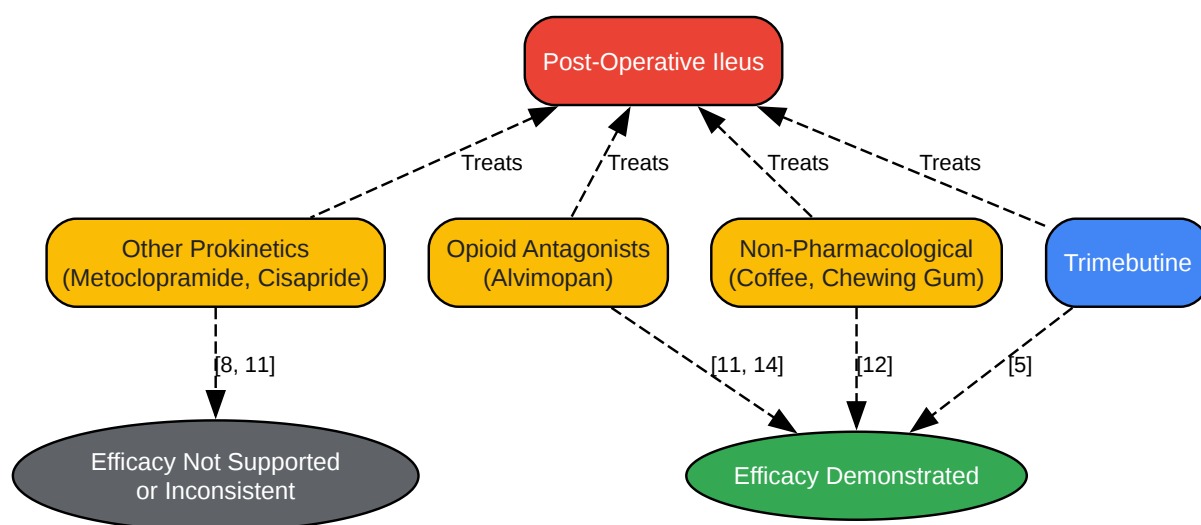 Post-Operative Ileus
Treats
Treats
Treats
Treats
Other Prokinetics
(Metoclopramide, Cisapride)
Opioid Antagonists
(Alvimopan)
Non-Pharmacological
(Coffee, Chewing Gum)
Trimebutine
[8, 11]
[11, 14]
[12]
[5]
Efficacy Not Supported
or Inconsistent
Efficacy Demonstrated